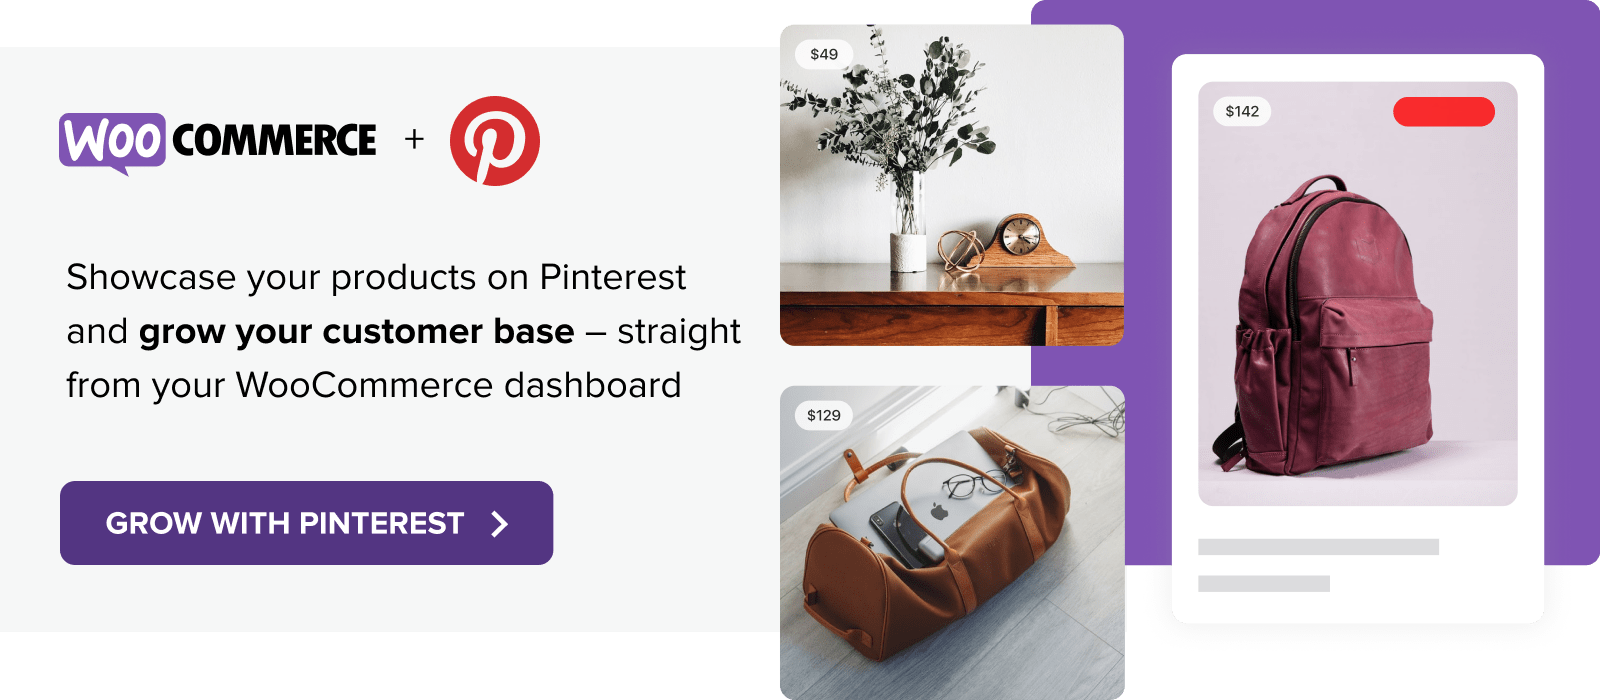 WOO COMMERCE +
Showcase your products on Pinterest
and grow your customer base – straight
from your WooCommerce dashboard
GROW WITH PINTEREST
$49
$129
$142